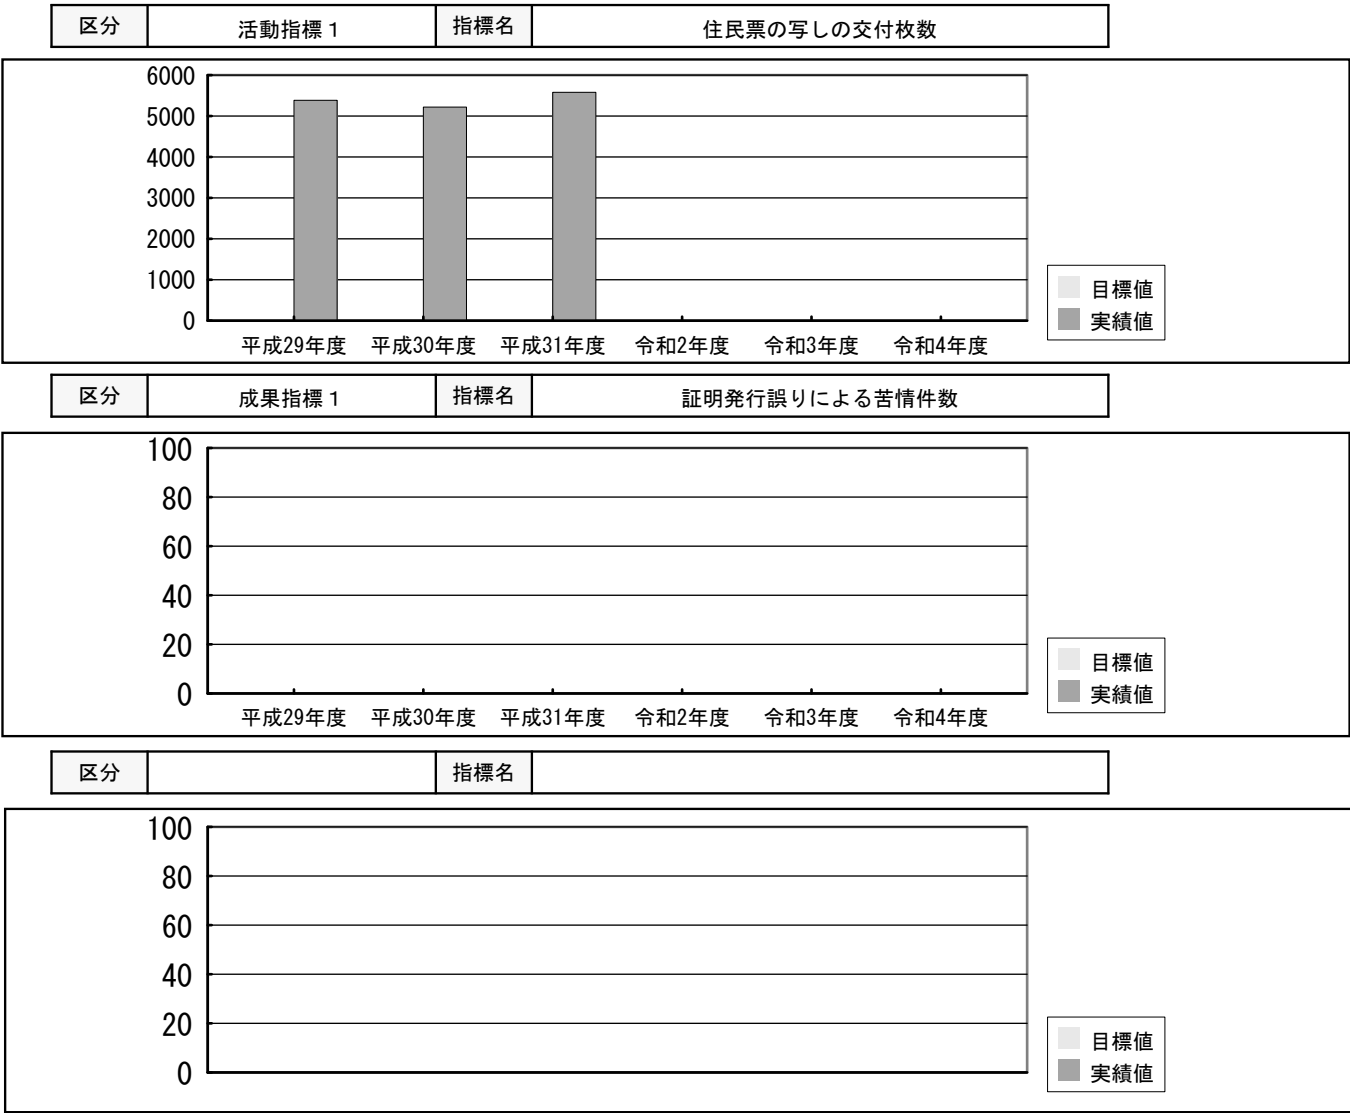 区分 活動指標１ 指標名 住民票の写しの交付枚数
6000
5000
4000
3000
2000
1000
0
平成29年度 平成30年度 平成31年度 令和2年度 令和3年度 令和4年度
目標値
実績値
区分 成果指標１ 指標名 証明発行誤りによる苦情件数
100
80
60
40
20
0
平成29年度 平成30年度 平成31年度 令和2年度 令和3年度 令和4年度
目標値
実績値
区分 指標名
100
80
60
40
20
0
目標値
実績値